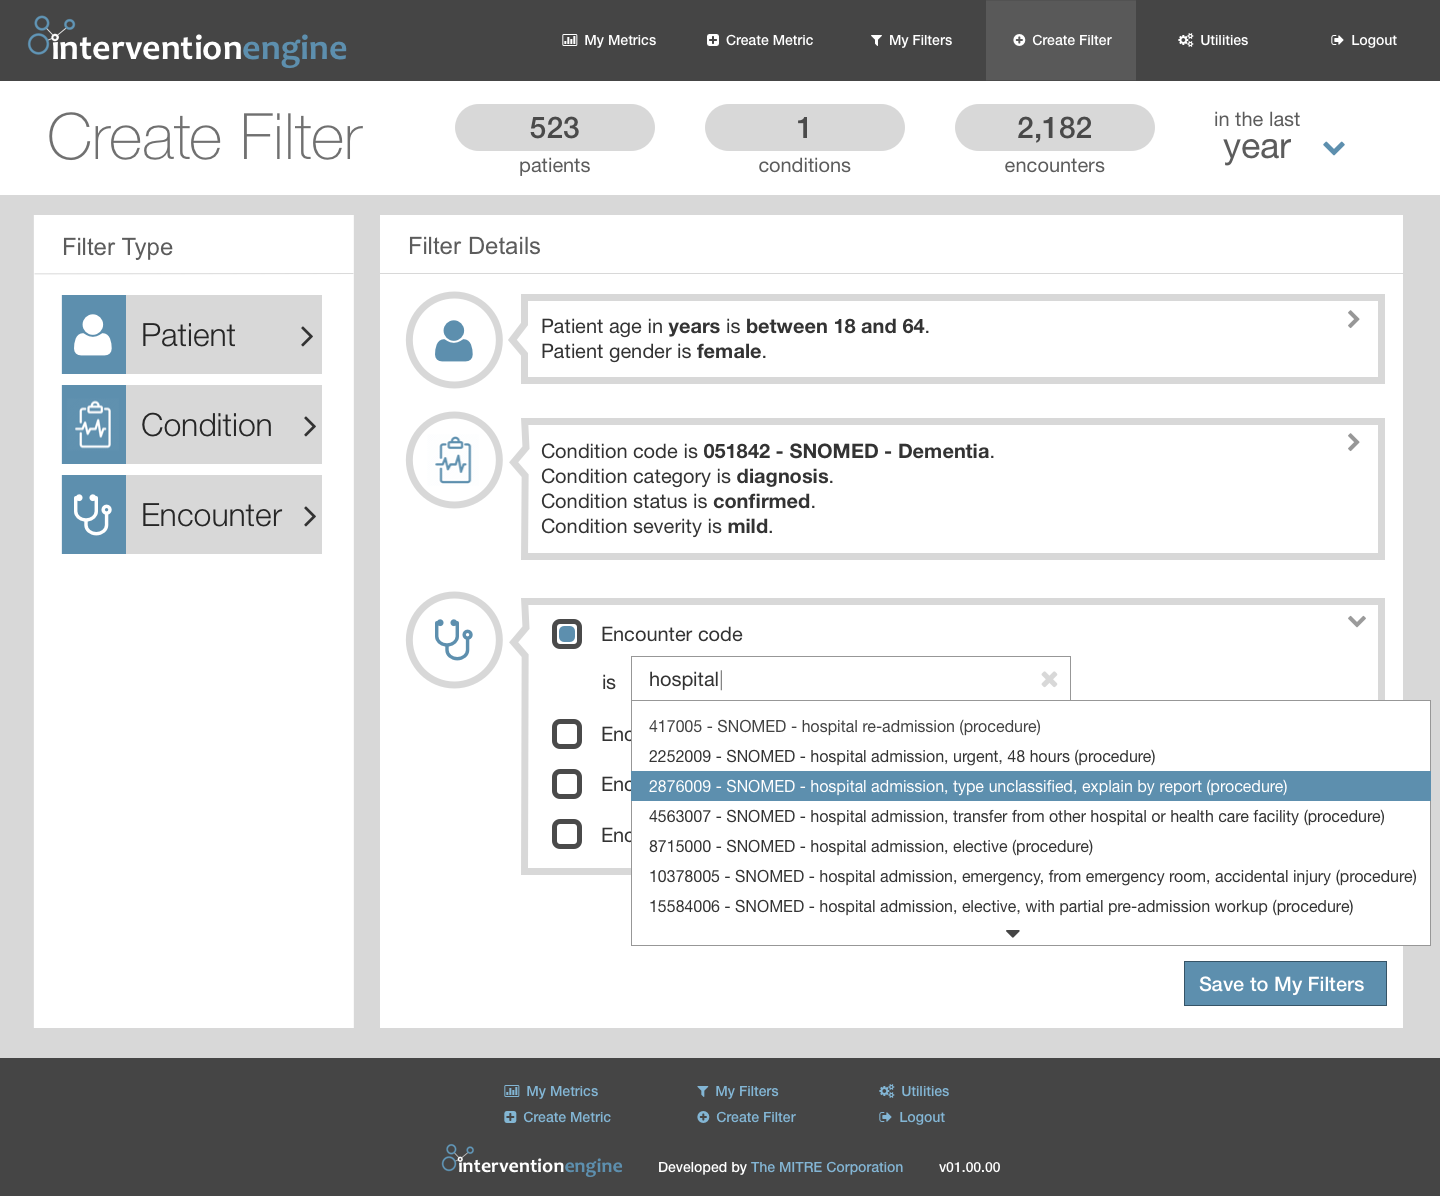 interventionengine
My Metrics
Create Metric
My Filters
Create Filter
Utilities
Logout
Create Filter
523
patients
1
conditions
2,182
encounters
in the last
year
Filter Type
Patient
Condition
Encounter
Filter Details
Patient age in years is between 18 and 64.
Patient gender is female.
Condition code is 051842 - SNOMED - Dementia.
Condition category is diagnosis.
Condition status is confirmed.
Condition severity is mild.
Encounter code
is
hospital
417005 - SNOMED - hospital re-admission (procedure)
Enc
2252009 - SNOMED - hospital admission, urgent, 48 hours (procedure)
Enc
2876009 - SNOMED - hospital admission, type unclassified, explain by report (procedure)
4563007 - SNOMED - hospital admission, transfer from other hospital or health care facility (procedure)
Enc
8715000 - SNOMED - hospital admission, elective (procedure)
10378005 - SNOMED - hospital admission, emergency, from emergency room, accidental injury (procedure)
15584006 - SNOMED - hospital admission, elective, with partial pre-admission workup (procedure)
Save to My Filters
My Metrics
My Filters
Utilities
Create Metric
Create Filter
Logout
interventionengine
Developed by The MITRE Corporation
v01.00.00